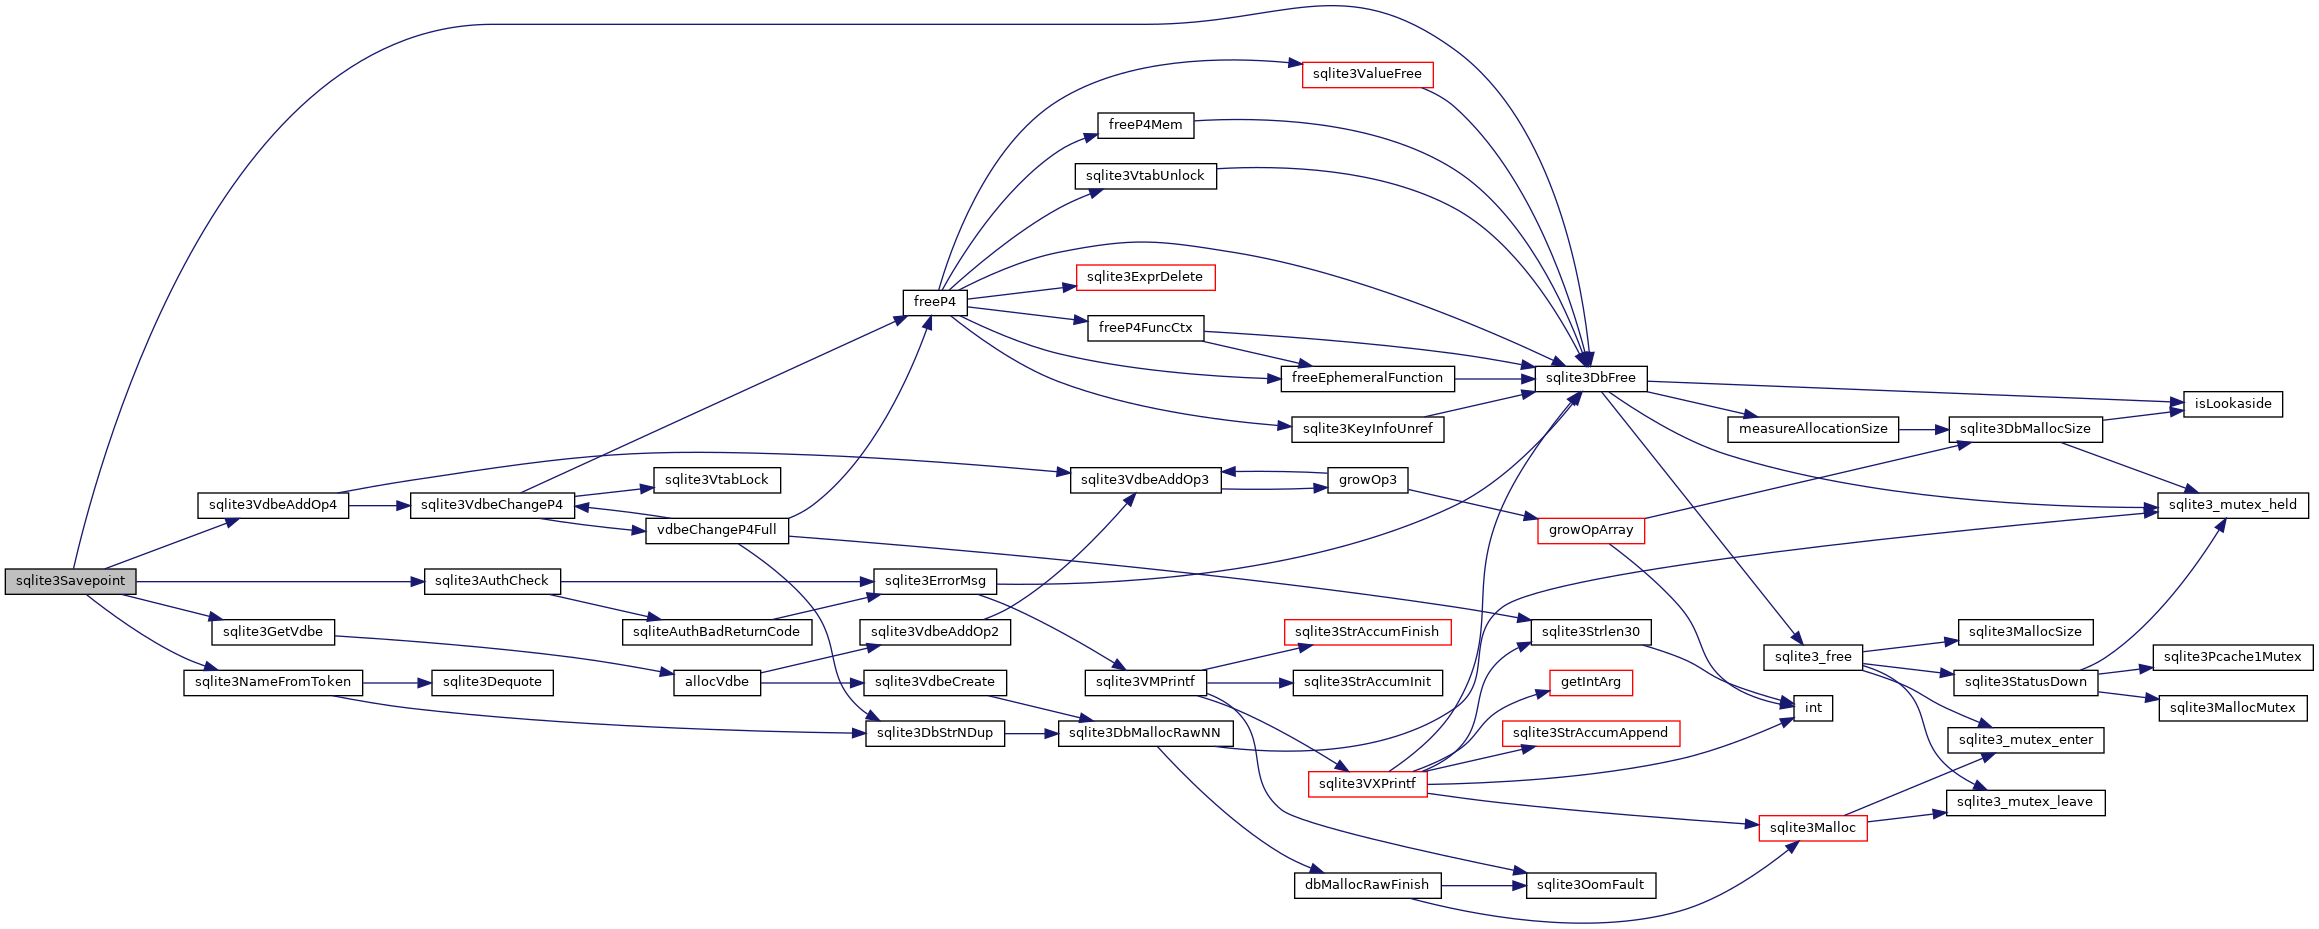 sqlite3ValueFree
freeP4Mem
sqlite3VtabUnlock
sqlite3ExprDelete
freeP4
freeP4FuncCtx
freeEphemeralFunction
sqlite3DbFree
isLookaside
sqlite3KeyInfoUnref
measureAllocationSize
sqlite3DbMallocSize
sqlite3VtabLock
sqlite3VdbeAddOp3
growOp3
sqlite3VdbeAddOp4
sqlite3VdbeChangeP4
sqlite3_mutex_held
vdbeChangeP4Full
growOpArray
sqlite3Savepoint
sqlite3AuthCheck
sqlite3ErrorMsg
sqlite3GetVdbe
sqliteAuthBadReturnCode
sqlite3VdbeAddOp2
sqlite3StrAccumFinish
sqlite3Strlen30
sqlite3MallocSize
sqlite3_free
sqlite3Pcache1Mutex
sqlite3NameFromToken
sqlite3Dequote
allocVdbe
sqlite3VdbeCreate
sqlite3VMPrintf
sqlite3StrAccumInit
getIntArg
sqlite3StatusDown
int
sqlite3MallocMutex
sqlite3DbStrNDup
sqlite3DbMallocRawNN
sqlite3StrAccumAppend
sqlite3_mutex_enter
sqlite3VXPrintf
sqlite3_mutex_leave
sqlite3Malloc
dbMallocRawFinish
sqlite3OomFault